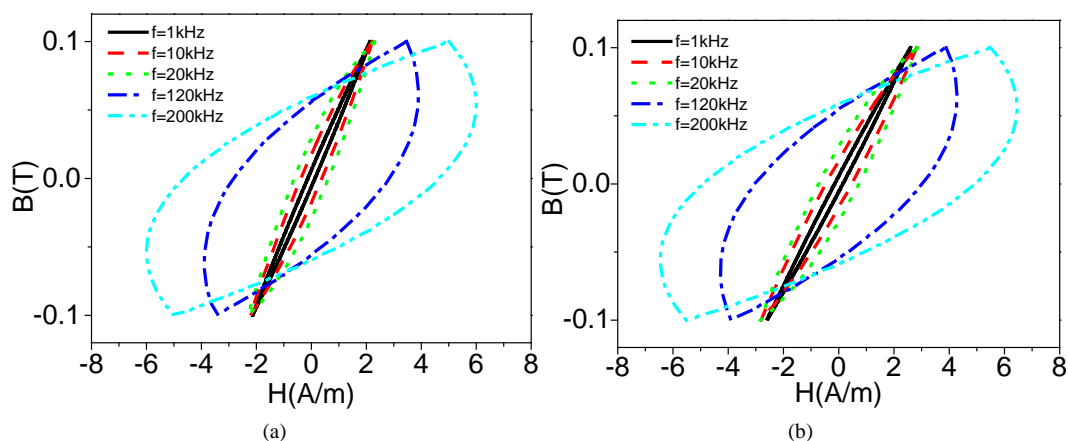 0.1
f=1kHz
f=10kHz
f=20kHz
f=120kHz
f=200kHz
B(T)
0.0
-0.1
-8 -6 -4 -2 0 2 4 6 8
H(A/m)
(a)
0.1
f=1kHz
f=10kHz
f=20kHz
f=120kHz
f=200kHz
B(T)
0.0
-0.1
-8 -6 -4 -2 0 2 4 6 8
H(A/m)
(b)